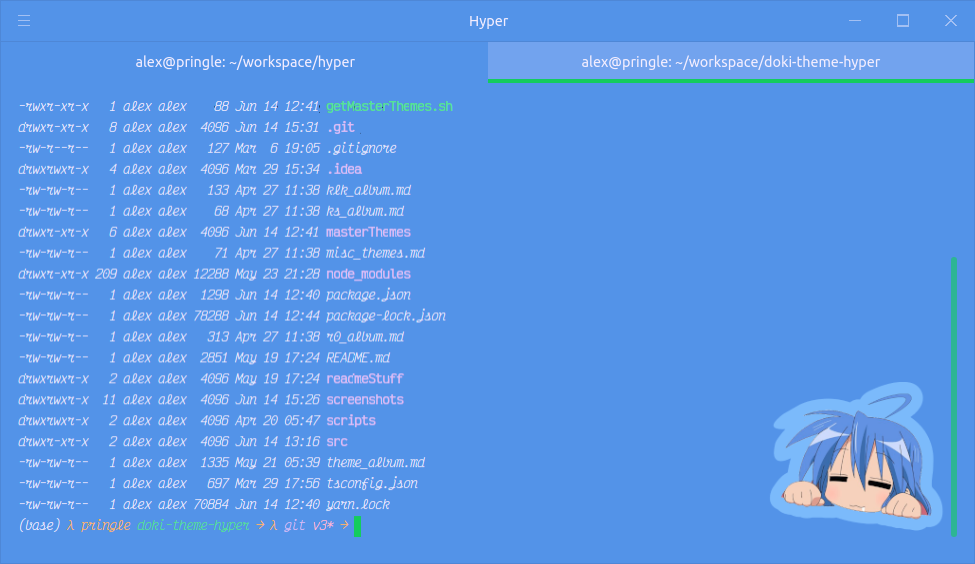 Hyper
alex@pringle: ~/workspace/hyper
alex@pringle: ~/workspace/doki-theme-hyper
-rwxr-xr-x   1 alex alex    88 Jun 14 12:41 getMasterThemes.sh
drwxr-xr-x   8 alex alex  4096 Jun 14 15:31 .git
-rw-r--r--   1 alex alex   127 Mar  6 19:05 .gitignore
drwxrwxr-x   4 alex alex  4096 Mar 29 15:34 .idea
-rw-rw-r--   1 alex alex   133 Apr 27 11:38 klk_album.md
-rw-rw-r--   1 alex alex    68 Apr 27 11:38 ks_album.md
drwxrwxr-x   6 alex alex  4096 Jun 14 12:41 masterThemes
-rw-rw-r--   1 alex alex    71 Apr 27 11:38 misc_themes.md
drwxr-xr-x 209 alex alex 12288 May 23 21:28 node_modules
-rw-rw-r--   1 alex alex  1298 Jun 14 12:40 package.json
-rw-rw-r--   1 alex alex 78288 Jun 14 12:44 package-lock.json
-rw-rw-r--   1 alex alex   313 Apr 27 11:38 r0_album.md
-rw-rw-r--   1 alex alex  2851 May 19 17:24 README.md
drwxrwxr-x   2 alex alex  4096 May 19 17:24 readmeStuff
drwxrwxr-x  11 alex alex  4096 Jun 14 15:26 screenshots
drwxrwxr-x   2 alex alex  4096 Apr 20 05:47 scripts
drwxr-xr-x   2 alex alex  4096 Jun 14 13:16 src
-rw-rw-r--   1 alex alex  1335 May 21 05:39 theme_album.md
-rw-rw-r--   1 alex alex   697 Mar 29 17:56 tsconfig.json
-rw-rw-r--   1 alex alex 70884 Jun 14 12:40 yarn.lock
(base) λ pringle doki-theme-hyper → λ git v3* →